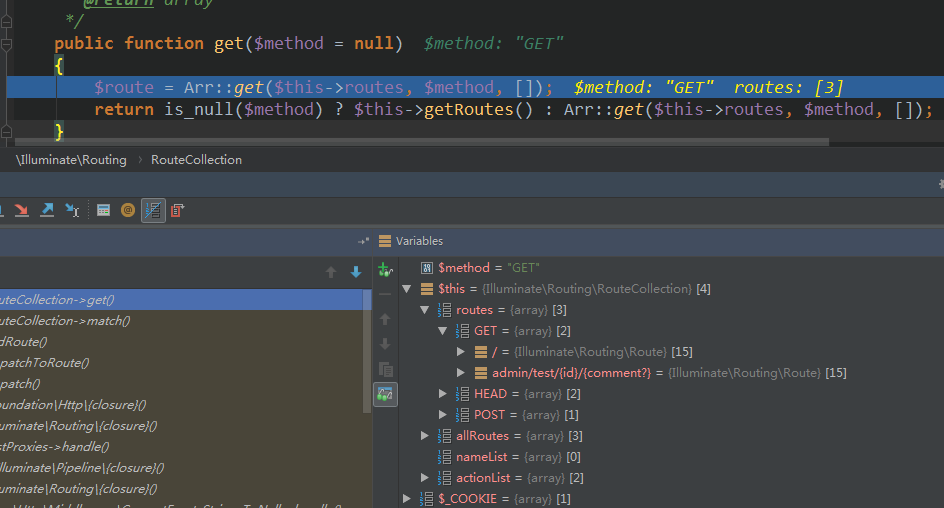 @return array
*/
public function get($method = null)  $method: "GET"
{
$route = Arr::get($this->routes, $method, []);  $method: "GET"  routes: [3]
return is_null($method) ? $this->getRoutes() : Arr::get($this->routes, $method, []);
}
\Illuminate\Routing › RouteCollection
Variables
$method = "GET"
$this = {Illuminate\Routing\RouteCollection} [4]
routes = {array} [3]
GET = {array} [2]
/ = {Illuminate\Routing\Route} [15]
admin/test/{id}/{comment?} = {Illuminate\Routing\Route} [15]
HEAD = {array} [2]
POST = {array} [1]
allRoutes = {array} [3]
nameList = {array} [0]
actionList = {array} [2]
$_COOKIE = {array} [1]
uteCollection->get()
uteCollection->match()
dRoute()
patchToRoute()
patch()
undation\Http\{closure}()
uminate\Routing\{closure}()
stProxies->handle()
lluminate\Pipeline\{closure}()
uminate\Routing\{closure}()